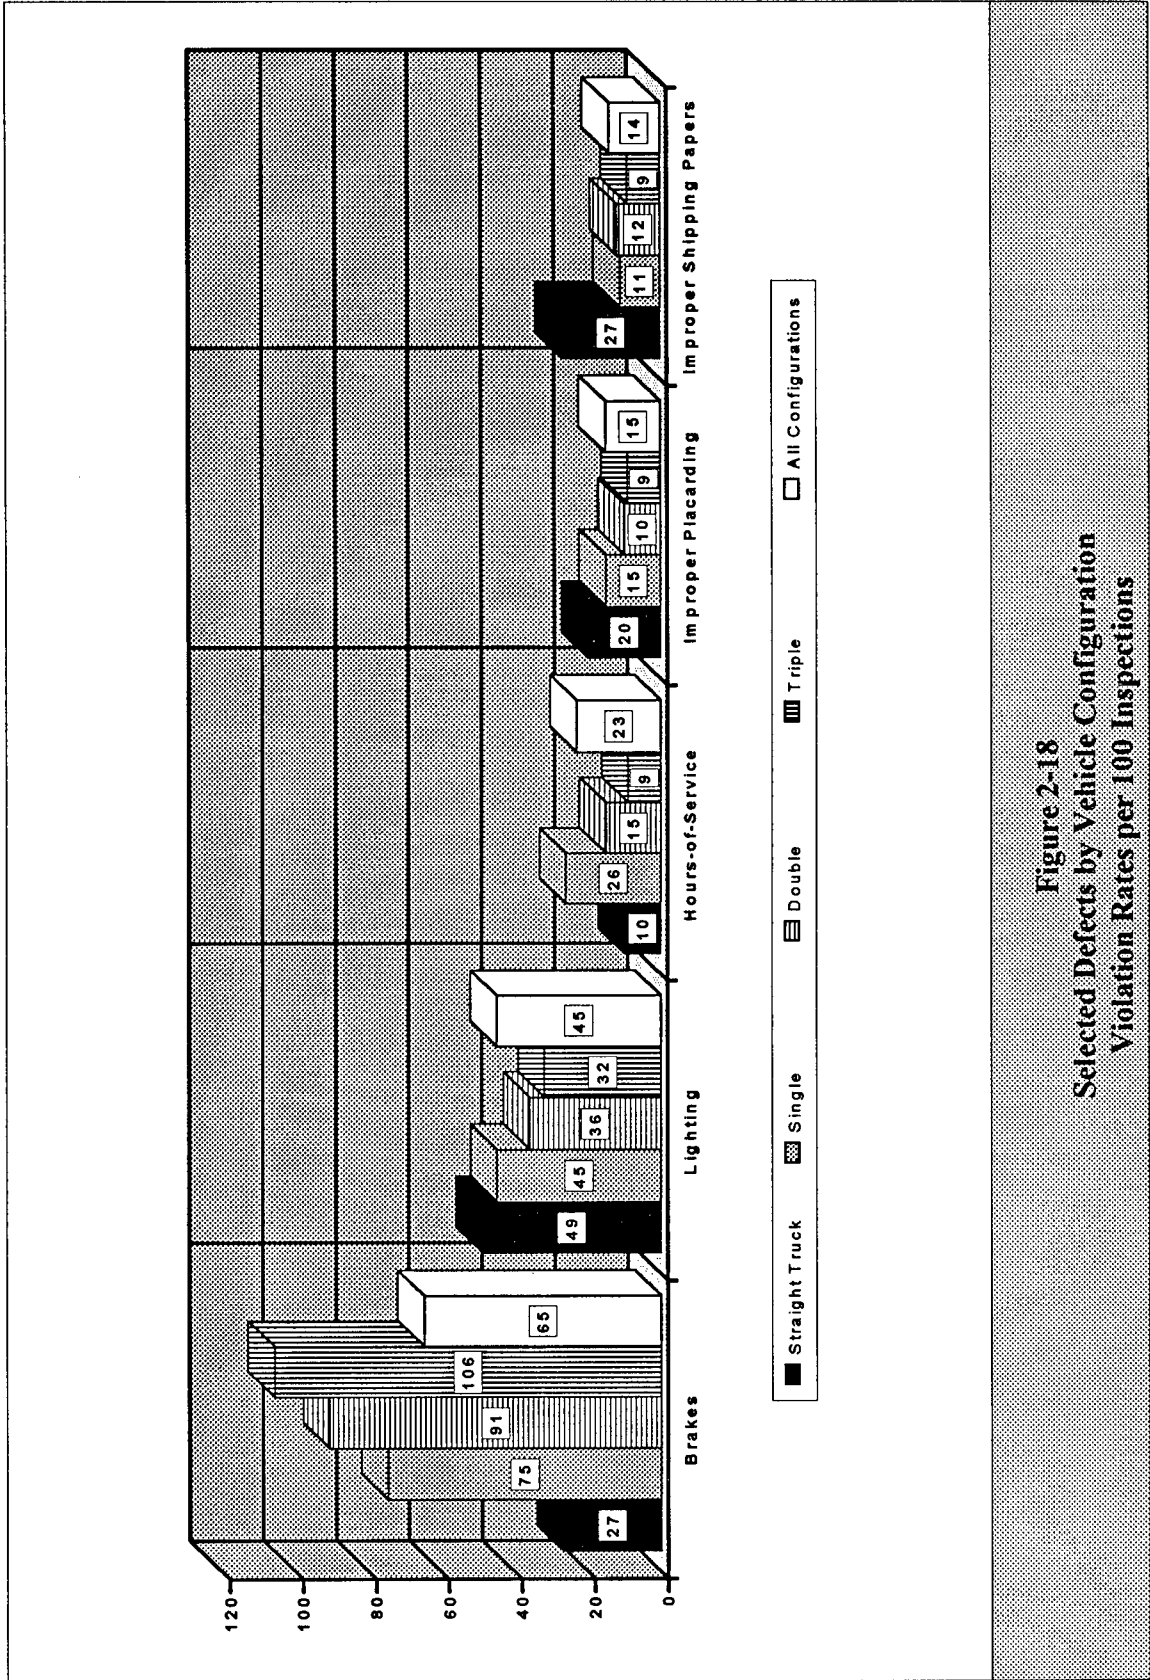 120
100
80
60
40
20
0
27
75
91
106
65
49
45
36
32
45
10
26
15
9
23
20
15
10
9
15
27
11
12
9
14
Brakes
Lighting
Hours-of-Service
Improper Placarding
Improper Shipping Papers
Straight Truck
Single
Double
Triple
All Configurations
Figure 2-18
Selected Defects by Vehicle Configuration
Violation Rates per 100 Inspections